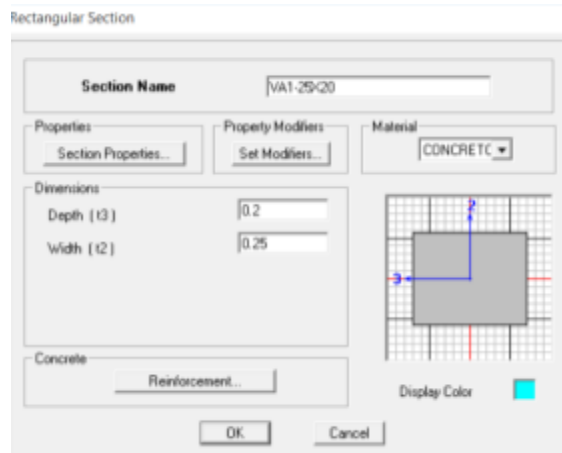 Rectangular Section
Section Name VA1-25X20
Properties Property Modifiers Material
Section Properties... Set Modifiers... CONCRETC
Dimensions
Depth ( t3 ) 0.2
Width ( t2 ) 0.25
2
3
Concrete
Reinforcement...
Display Color
OK Cancel